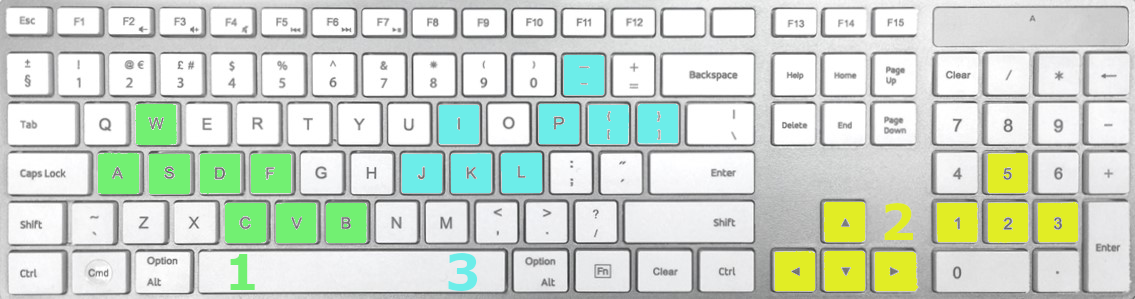 Esc F1 F2 F3 F4 F5 F6 F7 F8 F9 F10 F11 F12 F13 F14 F15 A
± § ! 1 @ € 2 £ # 3 $ 4 % 5 ^ 6 & 7 * 8 ( 9 ) 0 — - + = Backspace Help Home Page Up Clear / * ←
Tab Q W E R T Y U I O P { [ } ] | \ Delete End Page Down 7 8 9 -
Caps Lock A S D F G H J K L : ; Enter 4 5 6 +
Shift ~ ` Z X C V B N M < , > . ? / Shift ▲ 2 1 2 3 Enter
Ctrl Cmd Option Alt 1 3 Option Alt Fn Clear Ctrl ◄ ▼ ► 0 .